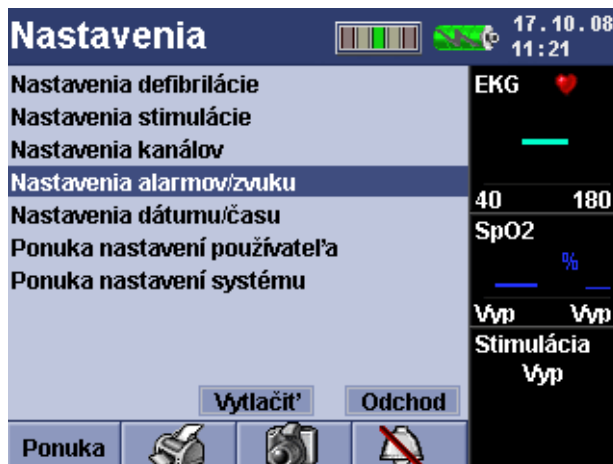 Nastavenia
17.10.08
11:21
Nastavenia defibrilácie
Nastavenia stimulácie
Nastavenia kanálov
Nastavenia alarmov/zvuku
Nastavenia dátumu/času
Ponuka nastavení používateľa
Ponuka nastavení systému
Vytlačiť
Odchod
Ponuka
EKG
40 180
SpO2
%
Vyp Vyp
Stimulácia
Vyp